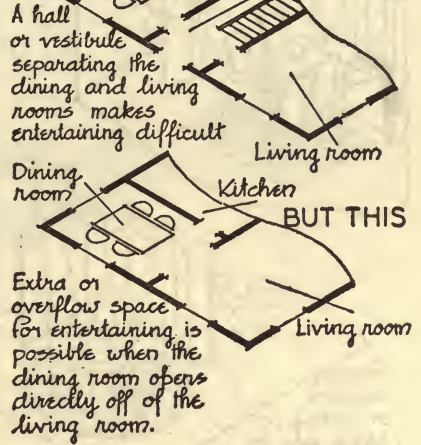 A hall
or vestibule
separating the
dining and living
rooms makes
entertaining difficult
Living room
Dining
room
Kitchen
BUT THIS
Extra or
overflow space
for entertaining is
possible when the
dining room opens
directly off of the
living room.
Living room